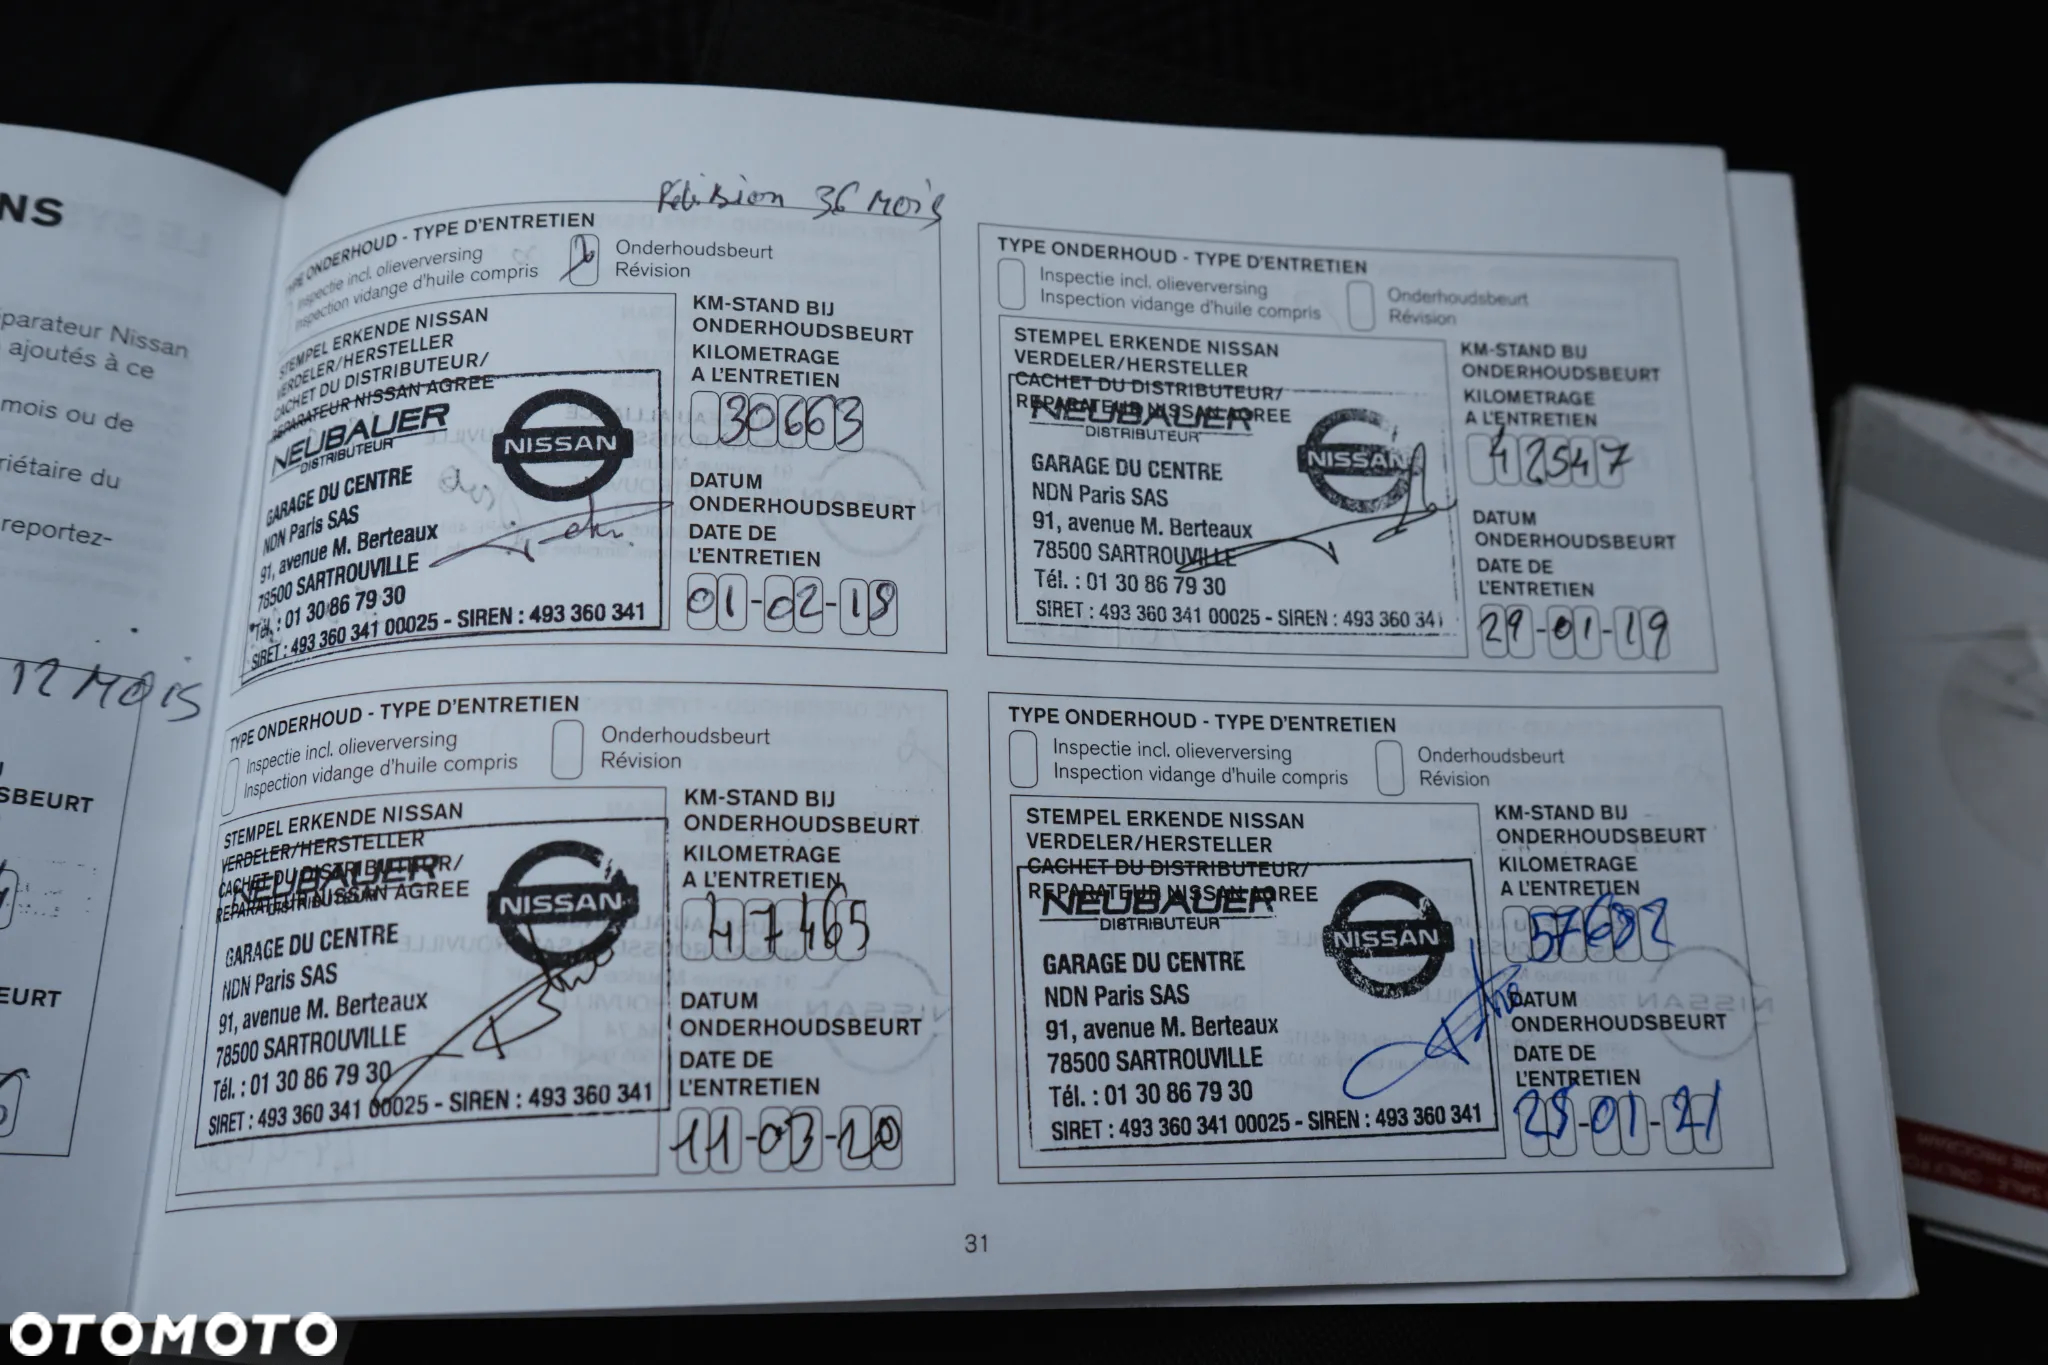 NS
parateur Nissan
ajoutés à ce
mois ou de
riétaire du
reportez-
12 MOIS
SBEURT
EURT
Révision 36 MOIS
TYPE ONDERHOUD - TYPE D'ENTRETIEN
Inspectie incl. olieverversing
Inspection vidange d'huile compris
Onderhoudsbeurt
Révision
STEMPEL ERKENDE NISSAN
VERDELER/HERSTELLER
CACHET DU DISTRIBUTEUR/
REPARATEUR NISSAN AGREE
NEUBAUER
DISTRIBUTEUR
NISSAN
GARAGE DU CENTRE
NDN Paris SAS
91, avenue M. Berteaux
78500 SARTROUVILLE
Tél. : 01 30 86 79 30
SIRET : 493 360 341 00025 - SIREN : 493 360 341
KM-STAND BIJ
ONDERHOUDSBEURT
KILOMETRAGE
A L'ENTRETIEN
30663
DATUM
ONDERHOUDSBEURT
DATE DE
L'ENTRETIEN
01-02-18
TYPE ONDERHOUD - TYPE D'ENTRETIEN
Inspectie incl. olieverversing
Inspection vidange d'huile compris
Onderhoudsbeurt
Révision
STEMPEL ERKENDE NISSAN
VERDELER/HERSTELLER
CACHET DU DISTRIBUTEUR/
REPARATEUR NISSAN AGREE
NEUBAUER
DISTRIBUTEUR
NISSAN
GARAGE DU CENTRE
NDN Paris SAS
91, avenue M. Berteaux
78500 SARTROUVILLE
Tél. : 01 30 86 79 30
SIRET : 493 360 341 00025 - SIREN : 493 360 341
KM-STAND BIJ
ONDERHOUDSBEURT
KILOMETRAGE
A L'ENTRETIEN
42547
DATUM
ONDERHOUDSBEURT
DATE DE
L'ENTRETIEN
29-01-19
TYPE ONDERHOUD - TYPE D'ENTRETIEN
Inspectie incl. olieverversing
Inspection vidange d'huile compris
Onderhoudsbeurt
Révision
STEMPEL ERKENDE NISSAN
VERDELER/HERSTELLER
CACHET DU DISTRIBUTEUR/
REPARATEUR NISSAN AGREE
NEUBAUER
DISTRIBUTEUR
NISSAN
GARAGE DU CENTRE
NDN Paris SAS
91, avenue M. Berteaux
78500 SARTROUVILLE
Tél. : 01 30 86 79 30
SIRET : 493 360 341 00025 - SIREN : 493 360 341
KM-STAND BIJ
ONDERHOUDSBEURT
KILOMETRAGE
A L'ENTRETIEN
47465
DATUM
ONDERHOUDSBEURT
DATE DE
L'ENTRETIEN
11-03-20
TYPE ONDERHOUD - TYPE D'ENTRETIEN
Inspectie incl. olieverversing
Inspection vidange d'huile compris
Onderhoudsbeurt
Révision
STEMPEL ERKENDE NISSAN
VERDELER/HERSTELLER
CACHET DU DISTRIBUTEUR/
REPARATEUR NISSAN AGREE
NEUBAUER
DISTRIBUTEUR
NISSAN
GARAGE DU CENTRE
NDN Paris SAS
91, avenue M. Berteaux
78500 SARTROUVILLE
Tél. : 01 30 86 79 30
SIRET : 493 360 341 00025 - SIREN : 493 360 341
KM-STAND BIJ
ONDERHOUDSBEURT
KILOMETRAGE
A L'ENTRETIEN
57682
DATUM
ONDERHOUDSBEURT
DATE DE
L'ENTRETIEN
25-01-21
31
OTOMOTO